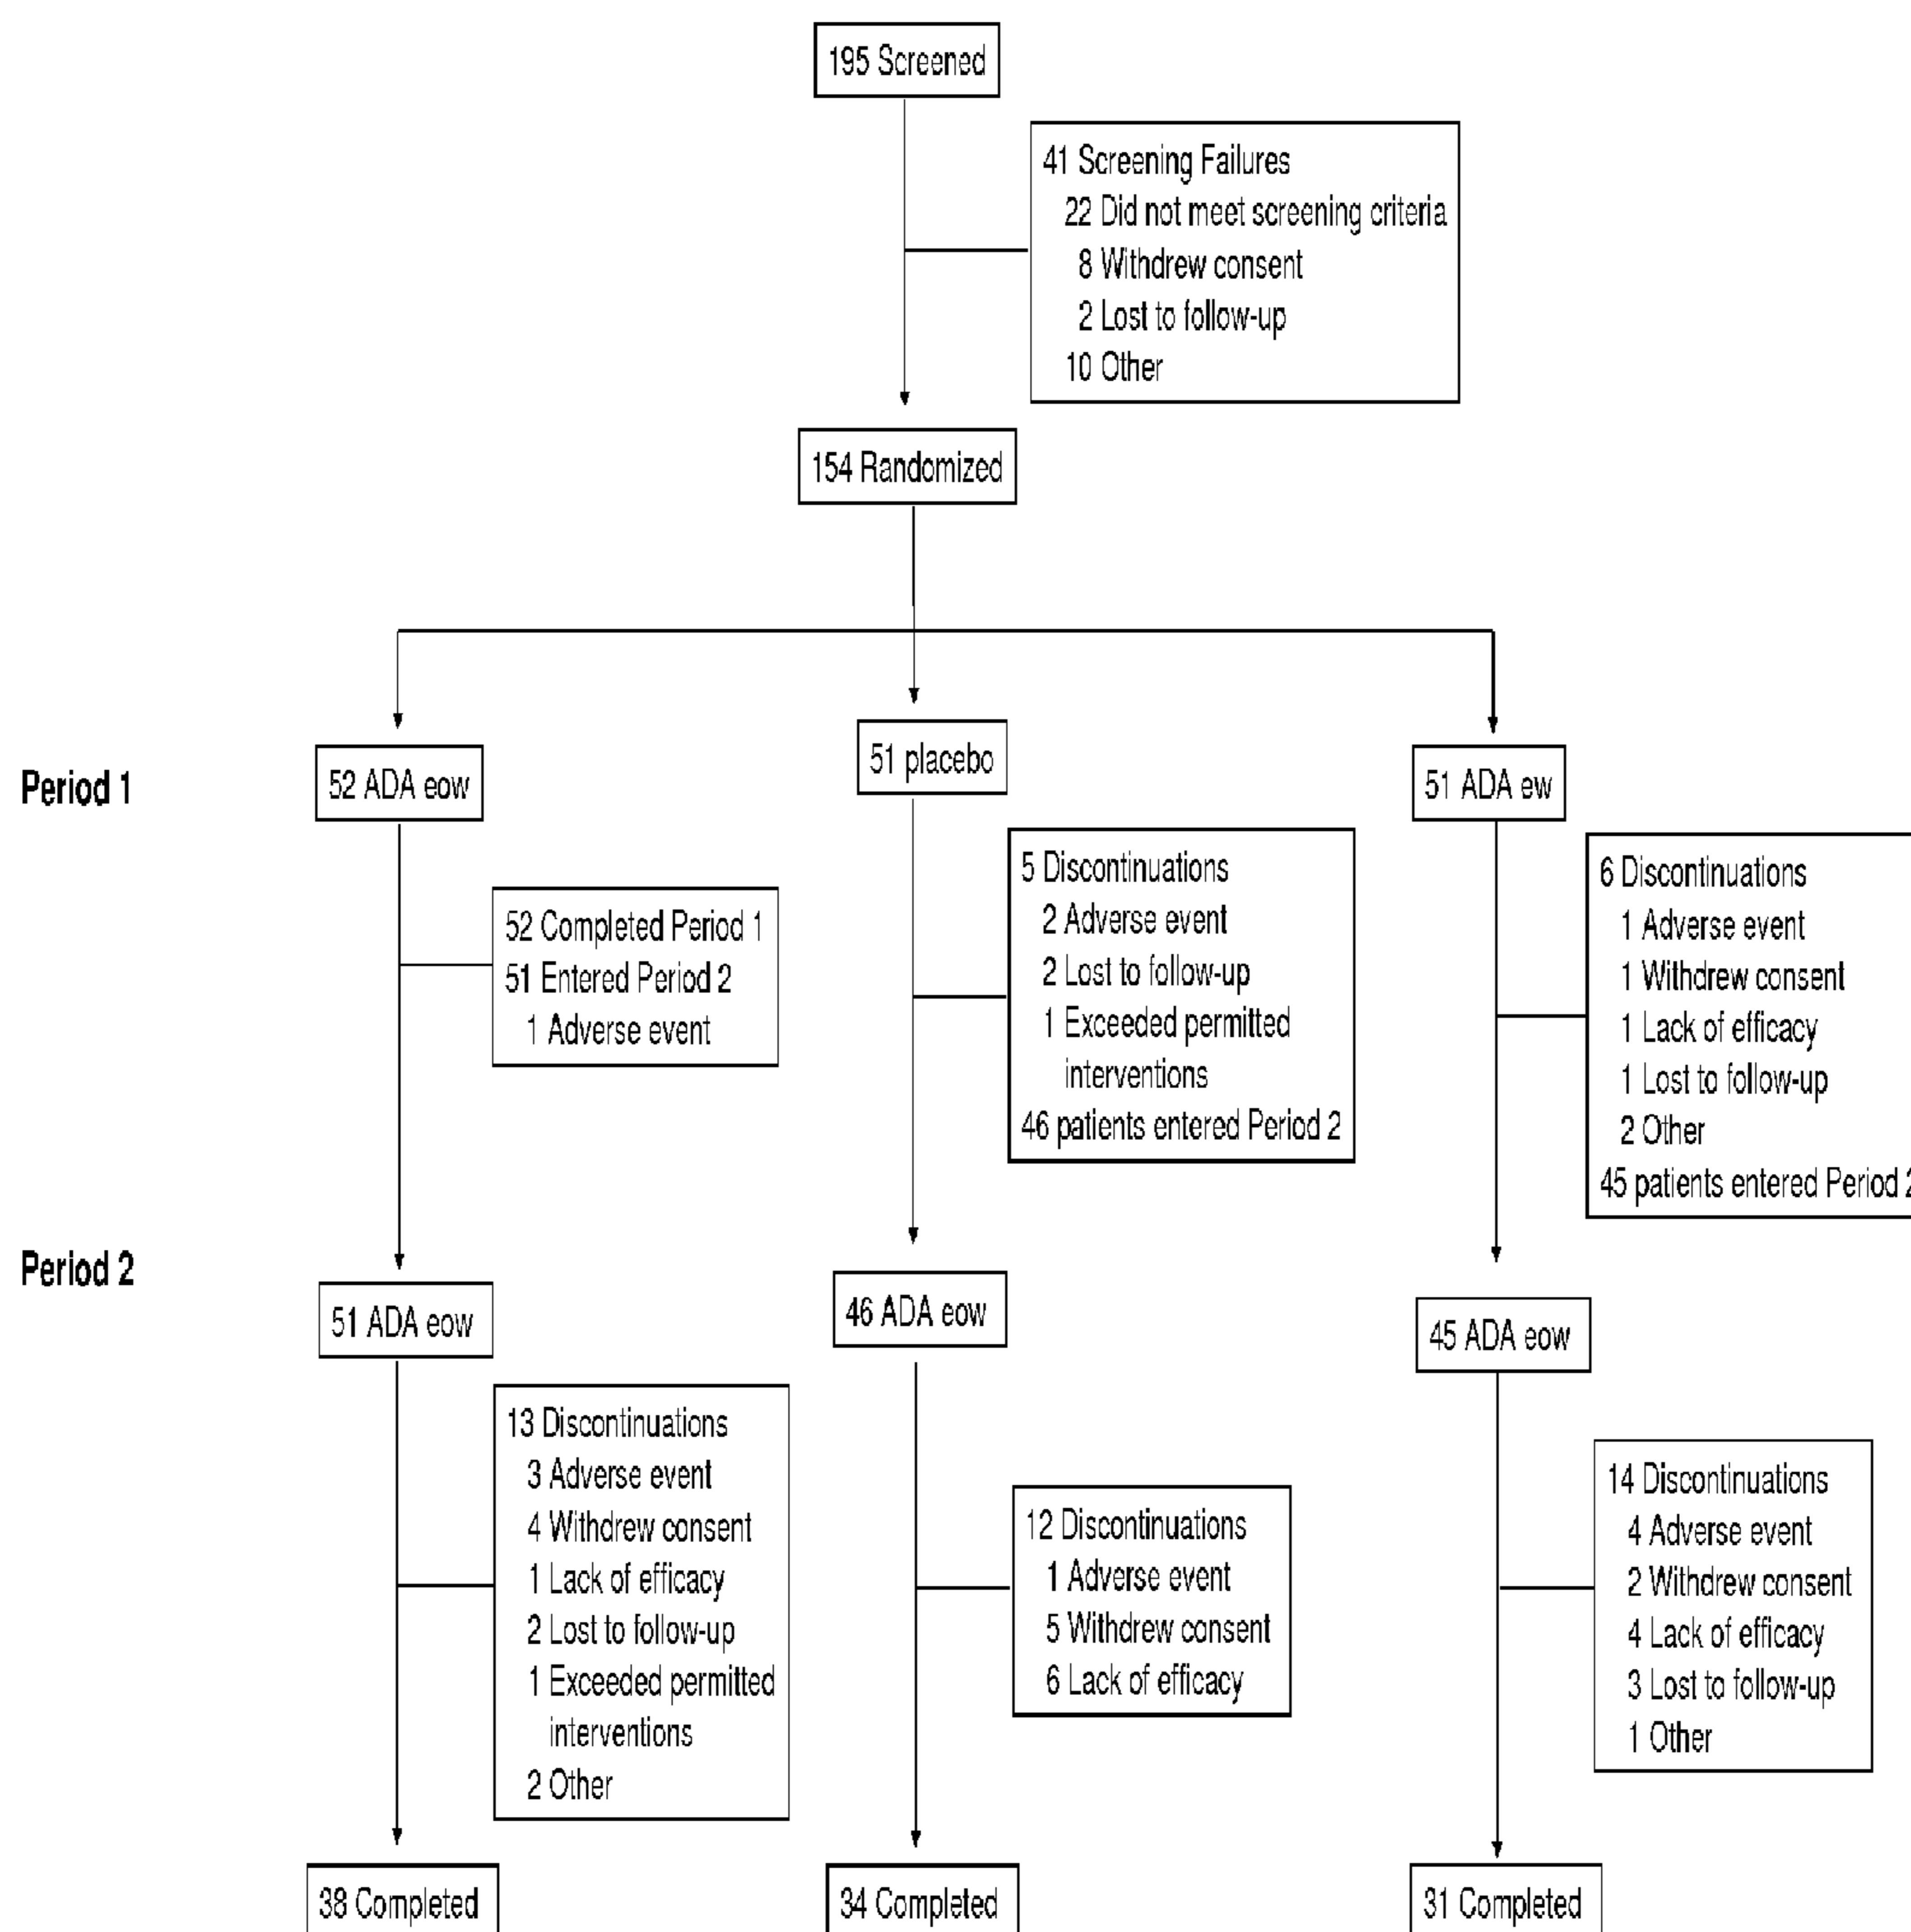 195 Screened
41 Screening Failures
22 Did not meet screening criteria
8 Withdrew consent
2 Lost to follow-up
10 Other
154 Randomized
Period 1
52 ADA eow
51 placebo
51 ADA ew
52 Completed Period 1
51 Entered Period 2
1 Adverse event
5 Discontinuations
2 Adverse event
2 Lost to follow-up
1 Exceeded permitted
interventions
46 patients entered Period 2
6 Discontinuations
1 Adverse event
1 Withdrew consent
1 Lack of efficacy
1 Lost to follow-up
2 Other
45 patients entered Period 2
Period 2
51 ADA eow
46 ADA eow
45 ADA eow
13 Discontinuations
3 Adverse event
4 Withdrew consent
1 Lack of efficacy
2 Lost to follow-up
1 Exceeded permitted
interventions
2 Other
12 Discontinuations
1 Adverse event
5 Withdrew consent
6 Lack of efficacy
14 Discontinuations
4 Adverse event
2 Withdrew consent
4 Lack of efficacy
3 Lost to follow-up
1 Other
38 Completed
34 Completed
31 Completed